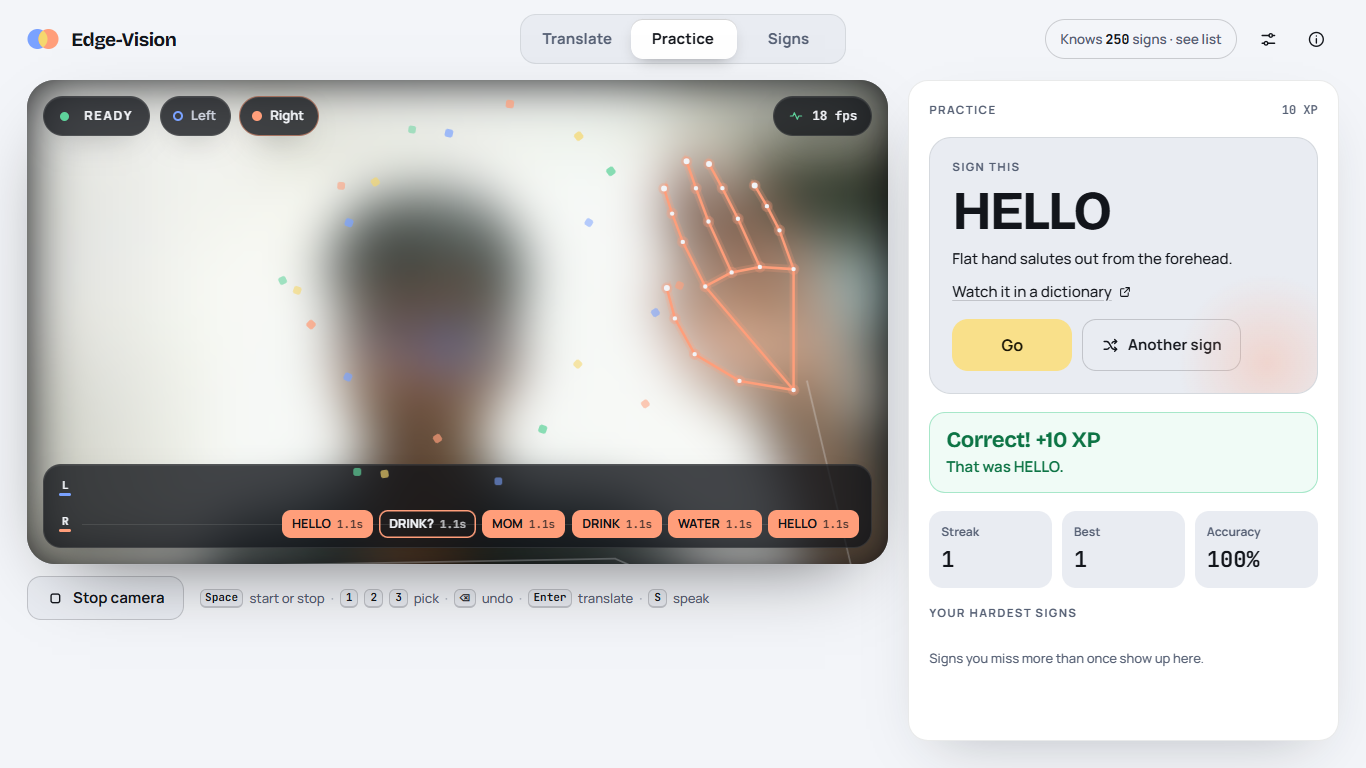 Edge-Vision
Translate
Practice
Signs
Knows 250 signs · see list
READY
Left
Right
18 fps
L
R
HELLO 1.1s
DRINK? 1.1s
MOM 1.1s
DRINK 1.1s
WATER 1.1s
HELLO 1.1s
Stop camera
Space start or stop · 1 2 3 pick · ⌫ undo · Enter translate · S speak
PRACTICE
10 XP
SIGN THIS
HELLO
Flat hand salutes out from the forehead.
Watch it in a dictionary
Go
Another sign
Correct! +10 XP
That was HELLO.
Streak
1
Best
1
Accuracy
100%
YOUR HARDEST SIGNS
Signs you miss more than once show up here.